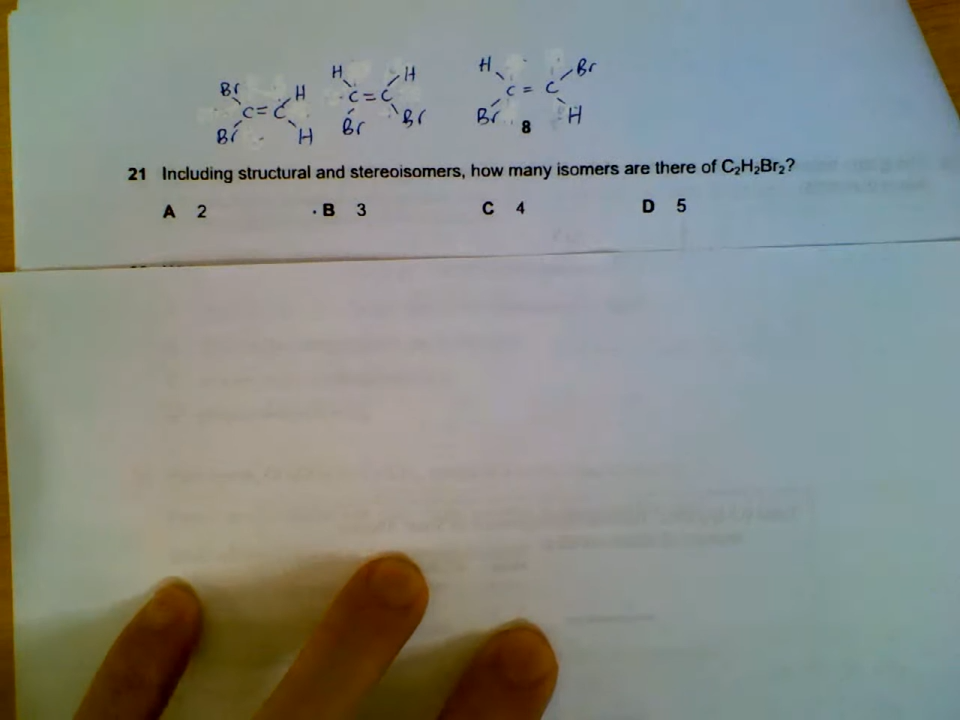 Br H H H H Br
C=C C=C C = C
Br H Br Br Br H
8
21 Including structural and stereoisomers, how many isomers are there of C₂H₂Br₂?
A 2 B 3 C 4 D 5